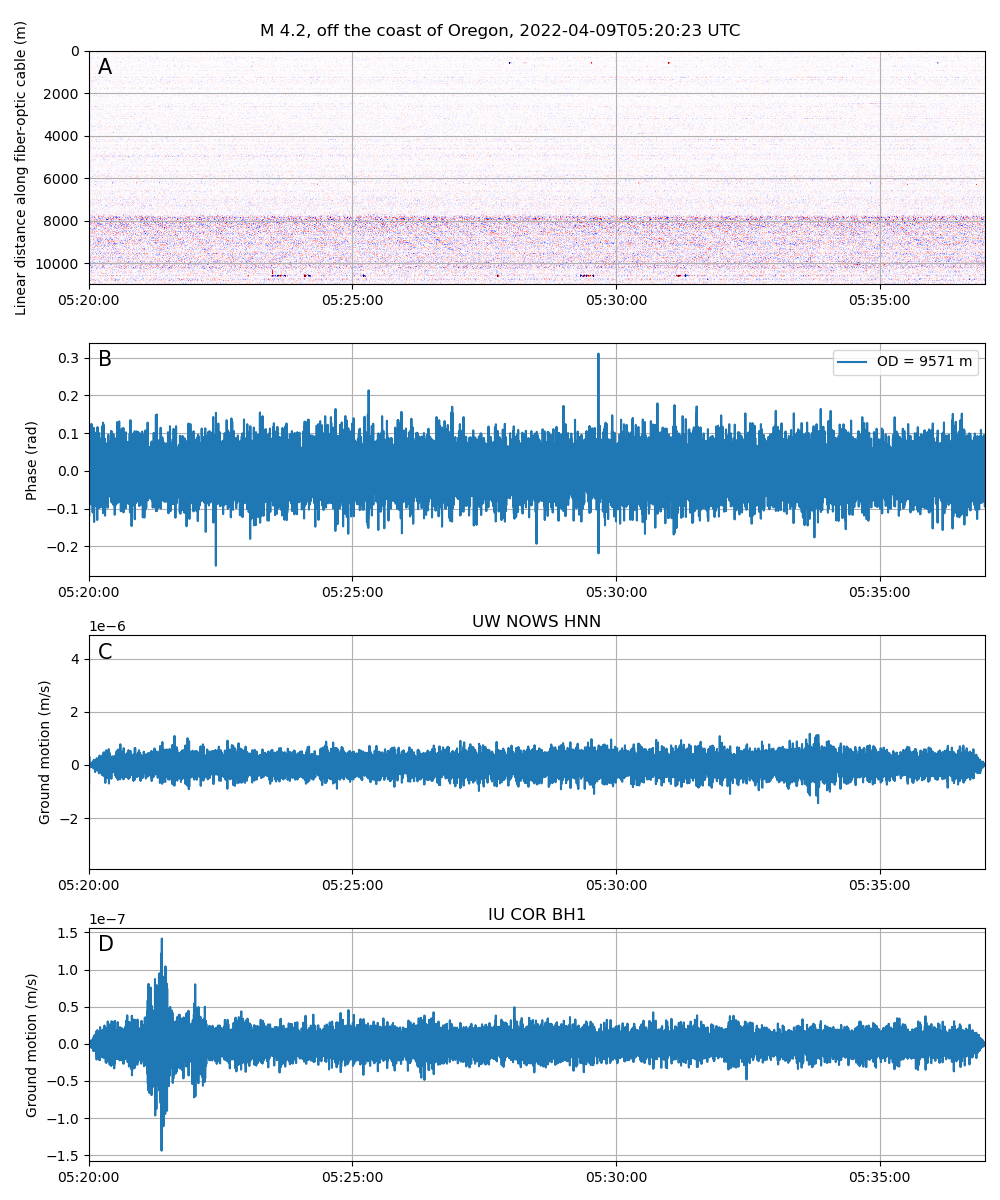 M 4.2, off the coast of Oregon, 2022-04-09T05:20:23 UTC
Linear distance along fiber-optic cable (m)
A
0
2000
4000
6000
8000
10000
05:20:00 05:25:00 05:30:00 05:35:00
Phase (rad)
B
OD = 9571 m
0.3
0.2
0.1
0.0
−0.1
−0.2
05:20:00 05:25:00 05:30:00 05:35:00
1e−6
UW NOWS HNN
Ground motion (m/s)
C
4
2
0
−2
05:20:00 05:25:00 05:30:00 05:35:00
1e−7
IU COR BH1
Ground motion (m/s)
D
1.5
1.0
0.5
0.0
−0.5
−1.0
−1.5
05:20:00 05:25:00 05:30:00 05:35:00